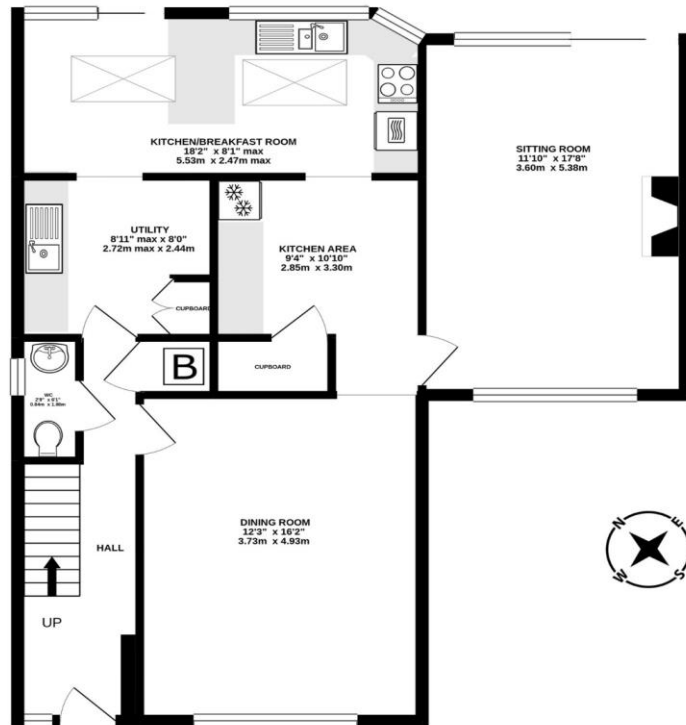 KITCHEN/BREAKFAST ROOM
18'2" x 8'1" max
5.53m x 2.47m max
SITTING ROOM
11'10" x 17'8"
3.60m x 5.38m
UTILITY
8'11" max x 8'0"
2.72m max x 2.44m
KITCHEN AREA
9'4" x 10'10"
2.85m x 3.30m
CUPBOARD
B
CUPBOARD
WC
DINING ROOM
12'3" x 16'2"
3.73m x 4.93m
HALL
UP
N
E
W
S